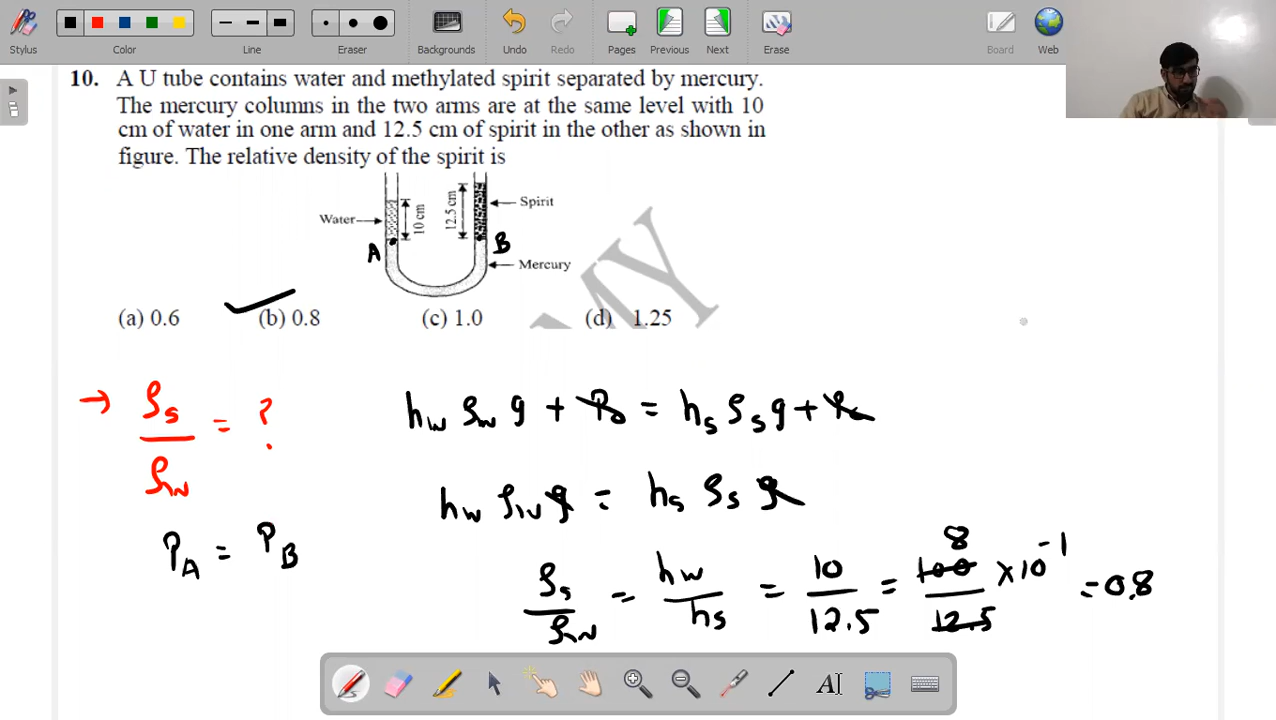 Stylus
Color
Line
Eraser
Backgrounds
Undo
Redo
Pages
Previous
Next
Erase
Board
Web
10. A U tube contains water and methylated spirit separated by mercury.
The mercury columns in the two arms are at the same level with 10
cm of water in one arm and 12.5 cm of spirit in the other as shown in
figure. The relative density of the spirit is
Water
10 cm
12.5 cm
Spirit
A
B
Mercury
MY
(a) 0.6 (b) 0.8 (c) 1.0 (d) 1.25
→ ρs/ρw = ?
hw ρw g + P0 = hs ρs g + P0
hw ρw g = hs ρs g
PA = PB
ρs/ρw = hw/hs = 10/12.5 = 100/12.5 8 ×10⁻¹ = 0.8
A